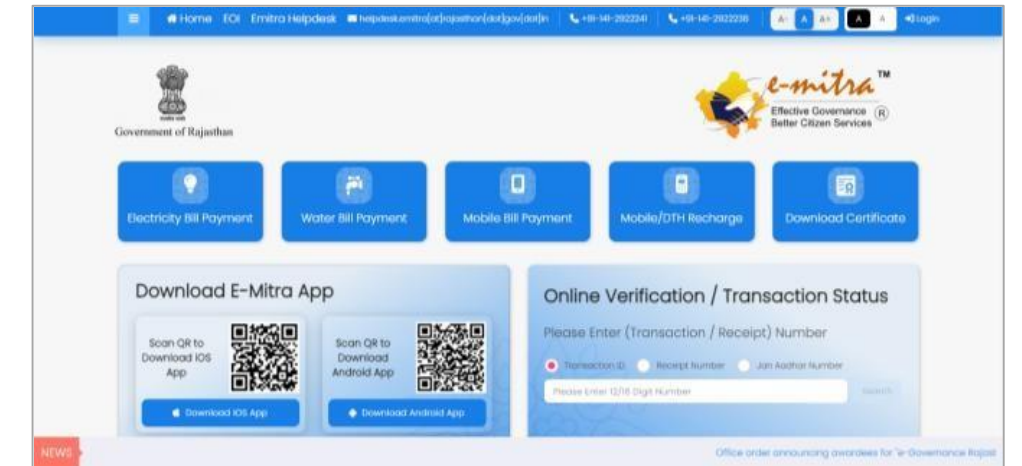 Home EOI Emitra Helpdesk helpdesk.emitra[at]rajasthan[dot]gov[dot]in +91-141-2922241 +91-141-2922238 A- A A+ A A Login
Government of Rajasthan
e-mitra™
Effective Governance
Better Citizen Services ®
Electricity Bill Payment
Water Bill Payment
Mobile Bill Payment
Mobile/DTH Recharge
Download Certificate
Download E-Mitra App
Scan QR to
Download IOS
App
Download IOS App
Scan QR to
Download
Android App
Download Android App
Online Verification / Transaction Status
Please Enter (Transaction / Receipt) Number
Transaction ID Receipt Number Jan Aadhar Number
Please Enter 12/16 Digit Number Search
NEWS Office order announcing awardees for "e-Governance Rajast